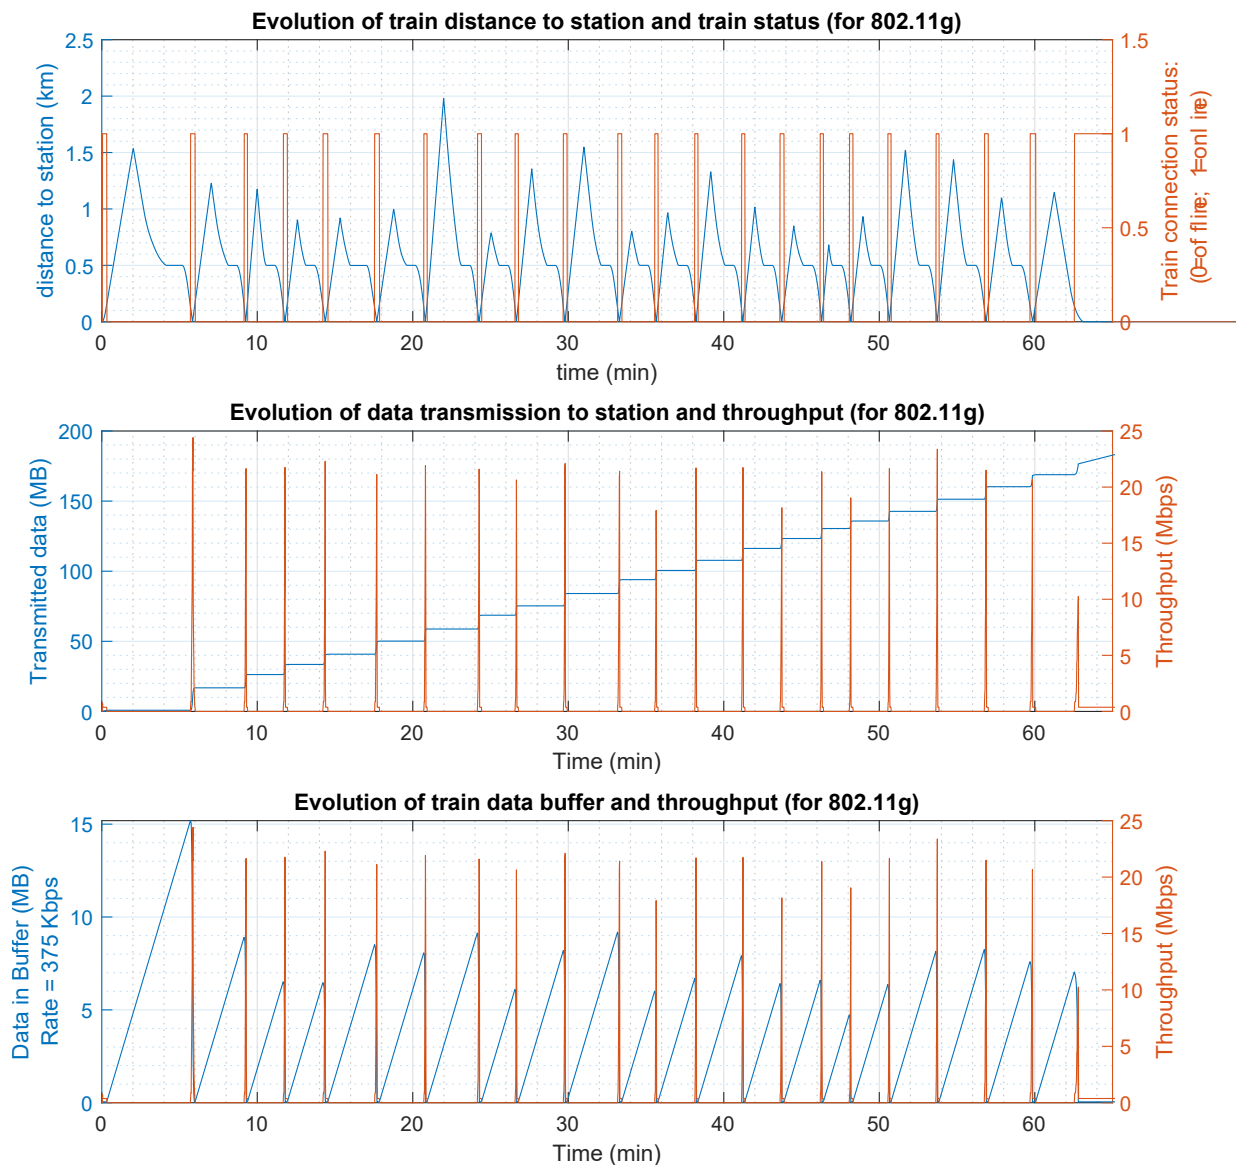 Evolution of train distance to station and train status (for 802.11g)
distance to station (km)
2.5
2
1.5
1
0.5
0
1.5
1
0.5
0
Train connection status:
0 10 20 30 40 50 60
time (min)
Evolution of data transmission to station and throughput (for 802.11g)
Transmitted data (MB)
200
150
100
50
0
25
20
15
10
5
0
Throughput (Mbps)
0 10 20 30 40 50 60
Time (min)
Evolution of train data buffer and throughput (for 802.11g)
Data in Buffer (MB)
Rate = 375 Kbps
15
10
5
0
25
20
15
10
5
0
Throughput (Mbps)
0 10 20 30 40 50 60
Time (min)